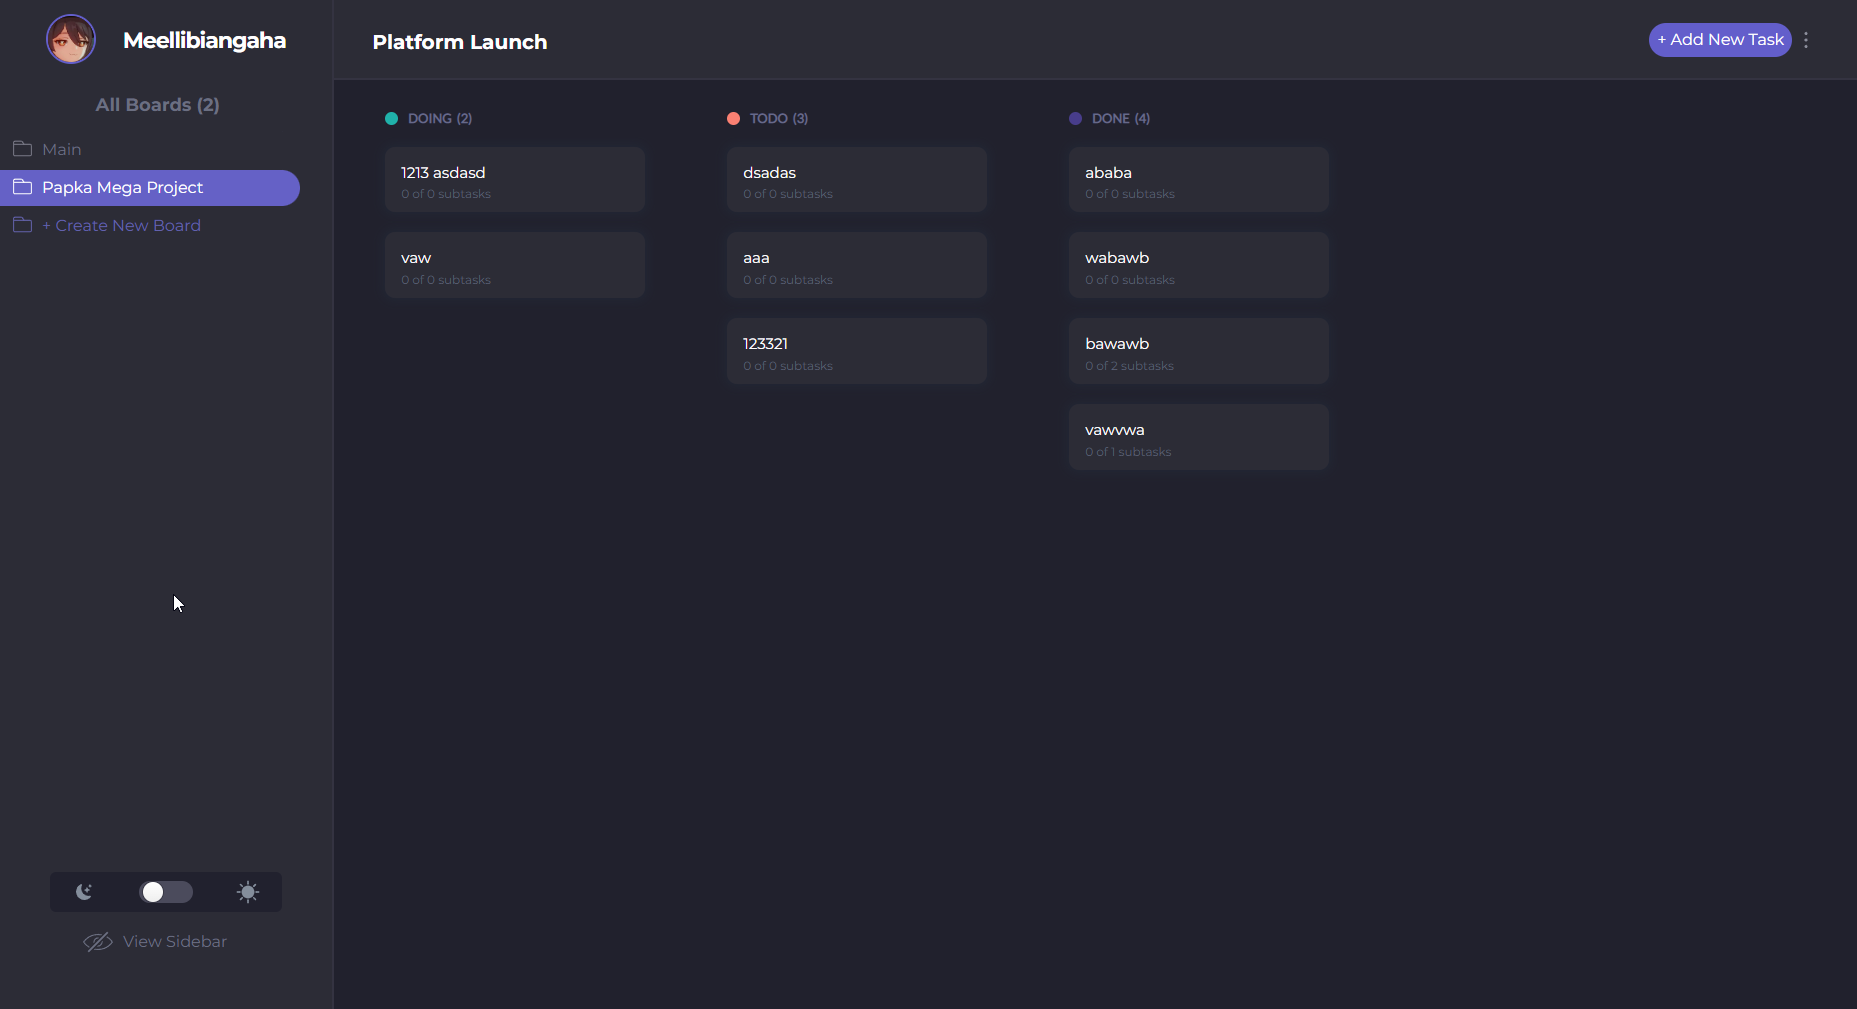 Meellibiangaha
All Boards (2)
Main
Papka Mega Project
+ Create New Board
View Sidebar
Platform Launch
+ Add New Task
DOING (2)
1213 asdasd
0 of 0 subtasks
vaw
0 of 0 subtasks
TODO (3)
dsadas
0 of 0 subtasks
aaa
0 of 0 subtasks
123321
0 of 0 subtasks
DONE (4)
ababa
0 of 0 subtasks
wabawb
0 of 0 subtasks
bawawb
0 of 2 subtasks
vawvwa
0 of 1 subtasks